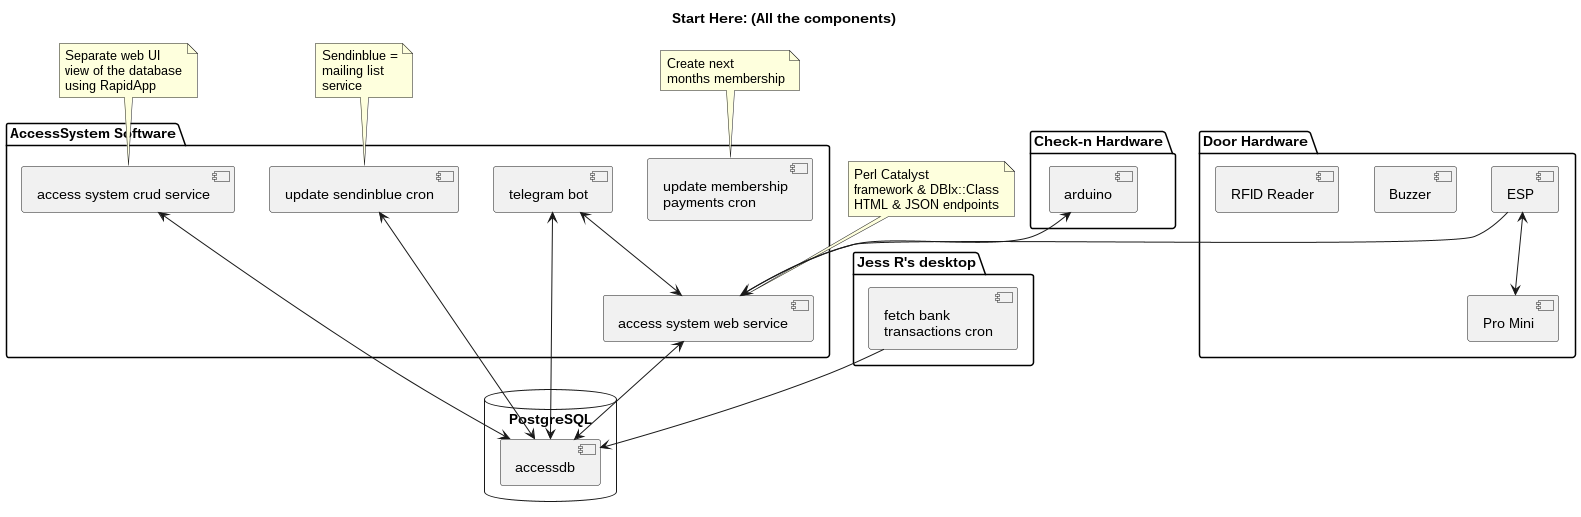 Start Here: (All the components)
Separate web UI
view of the database
using RapidApp
Sendinblue =
mailing list
service
Create next
months membership
AccessSystem Software
Check-n Hardware
Door Hardware
access system crud service
update sendinblue cron
telegram bot
update membership
payments cron
Perl Catalyst
framework & DBIx::Class
HTML & JSON endpoints
arduino
RFID Reader
Buzzer
ESP
Jess R's desktop
access system web service
fetch bank
transactions cron
Pro Mini
PostgreSQL
accessdb